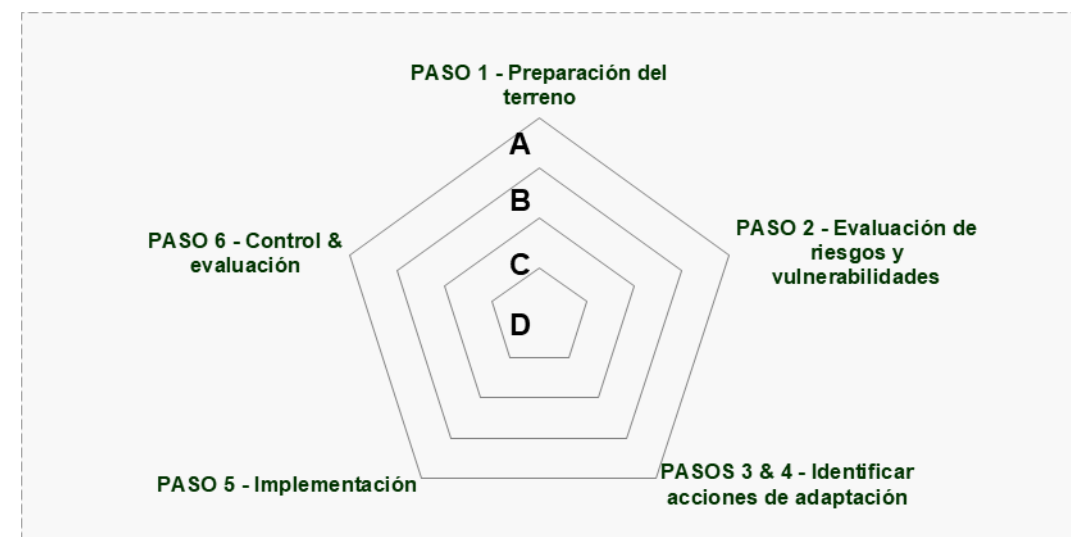 PASO 1 - Preparación del
terreno
A
B
PASO 2 - Evaluación de
riesgos y
vulnerabilidades
PASO 6 - Control &
evaluación
C
D
PASOS 3 & 4 - Identificar
acciones de adaptación
PASO 5 - Implementación